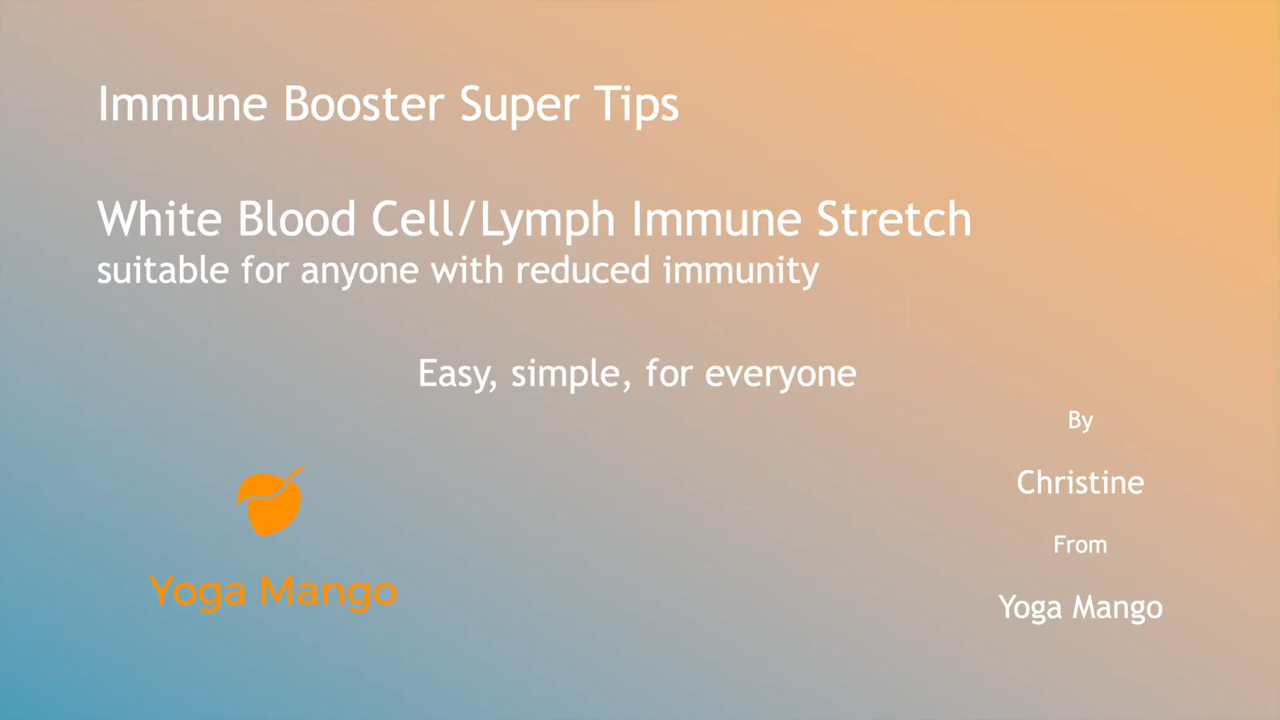 Immune Booster Super Tips
White Blood Cell/Lymph Immune Stretch
suitable for anyone with reduced immunity
Easy, simple, for everyone
By
Christine
From
Yoga Mango
Yoga Mango